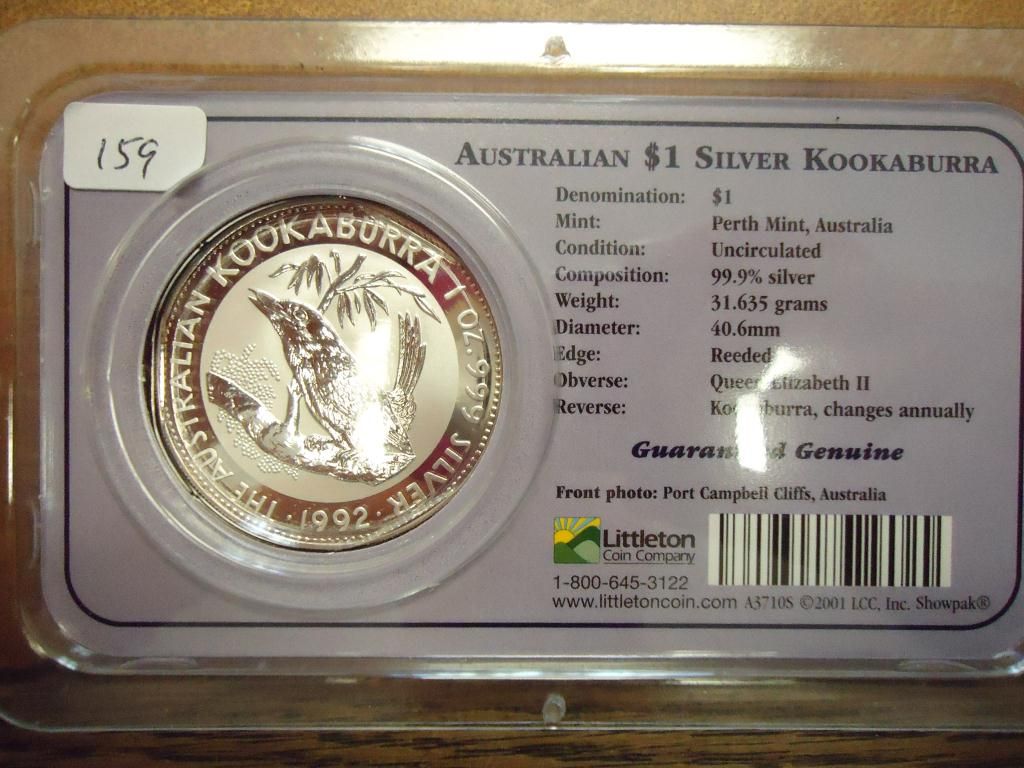 159
THE AUSTRALIAN KOOKABURRA 1 OZ. 999 SILVER
· 1992 ·
AUSTRALIAN $1 SILVER KOOKABURRA
Denomination: $1
Mint: Perth Mint, Australia
Condition: Uncirculated
Composition: 99.9% silver
Weight: 31.635 grams
Diameter: 40.6mm
Edge: Reeded
Obverse: Queen Elizabeth II
Reverse: Kookaburra, changes annually
Guaranteed Genuine
Front photo: Port Campbell Cliffs, Australia
Littleton
Coin Company
1-800-645-3122
www.littletoncoin.com A3710S ©2001 LCC, Inc. Showpak®